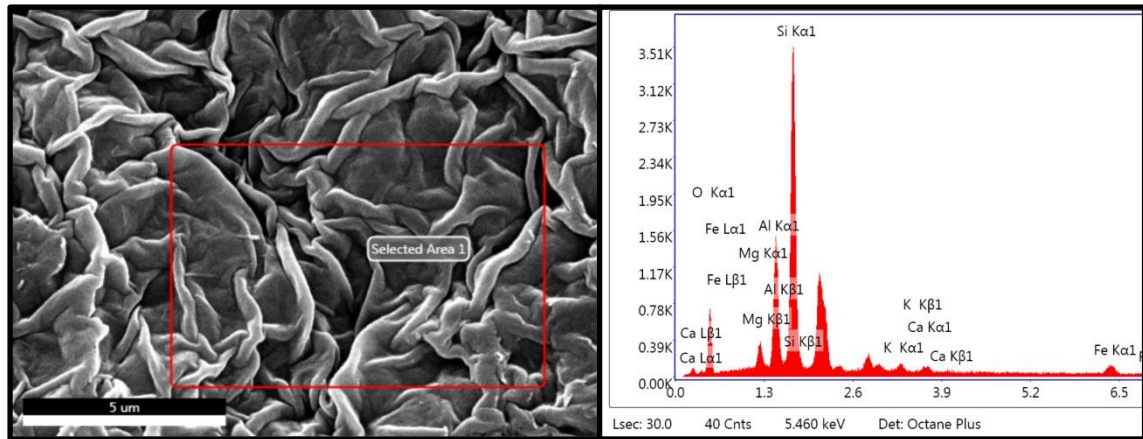 Selected Area 1
5 um
Si Kα1
3.51K
3.12K
2.73K
2.34K
O Kα1
1.95K
Fe Lα1 Al Kα1
1.56K
Mg Kα1
1.17K
Fe Lβ1
Al Kβ1
0.78K
K Kβ1
Mg Kβ1
Ca Kα1
Ca Lβ1
Si Kβ1
0.39K
K Kα1
Ca Lα1
Ca Kβ1
Fe Kα1
0.00K
0.0 1.3 2.6 3.9 5.2 6.5
Lsec: 30.0 40 Cnts 5.460 keV Det: Octane Plus